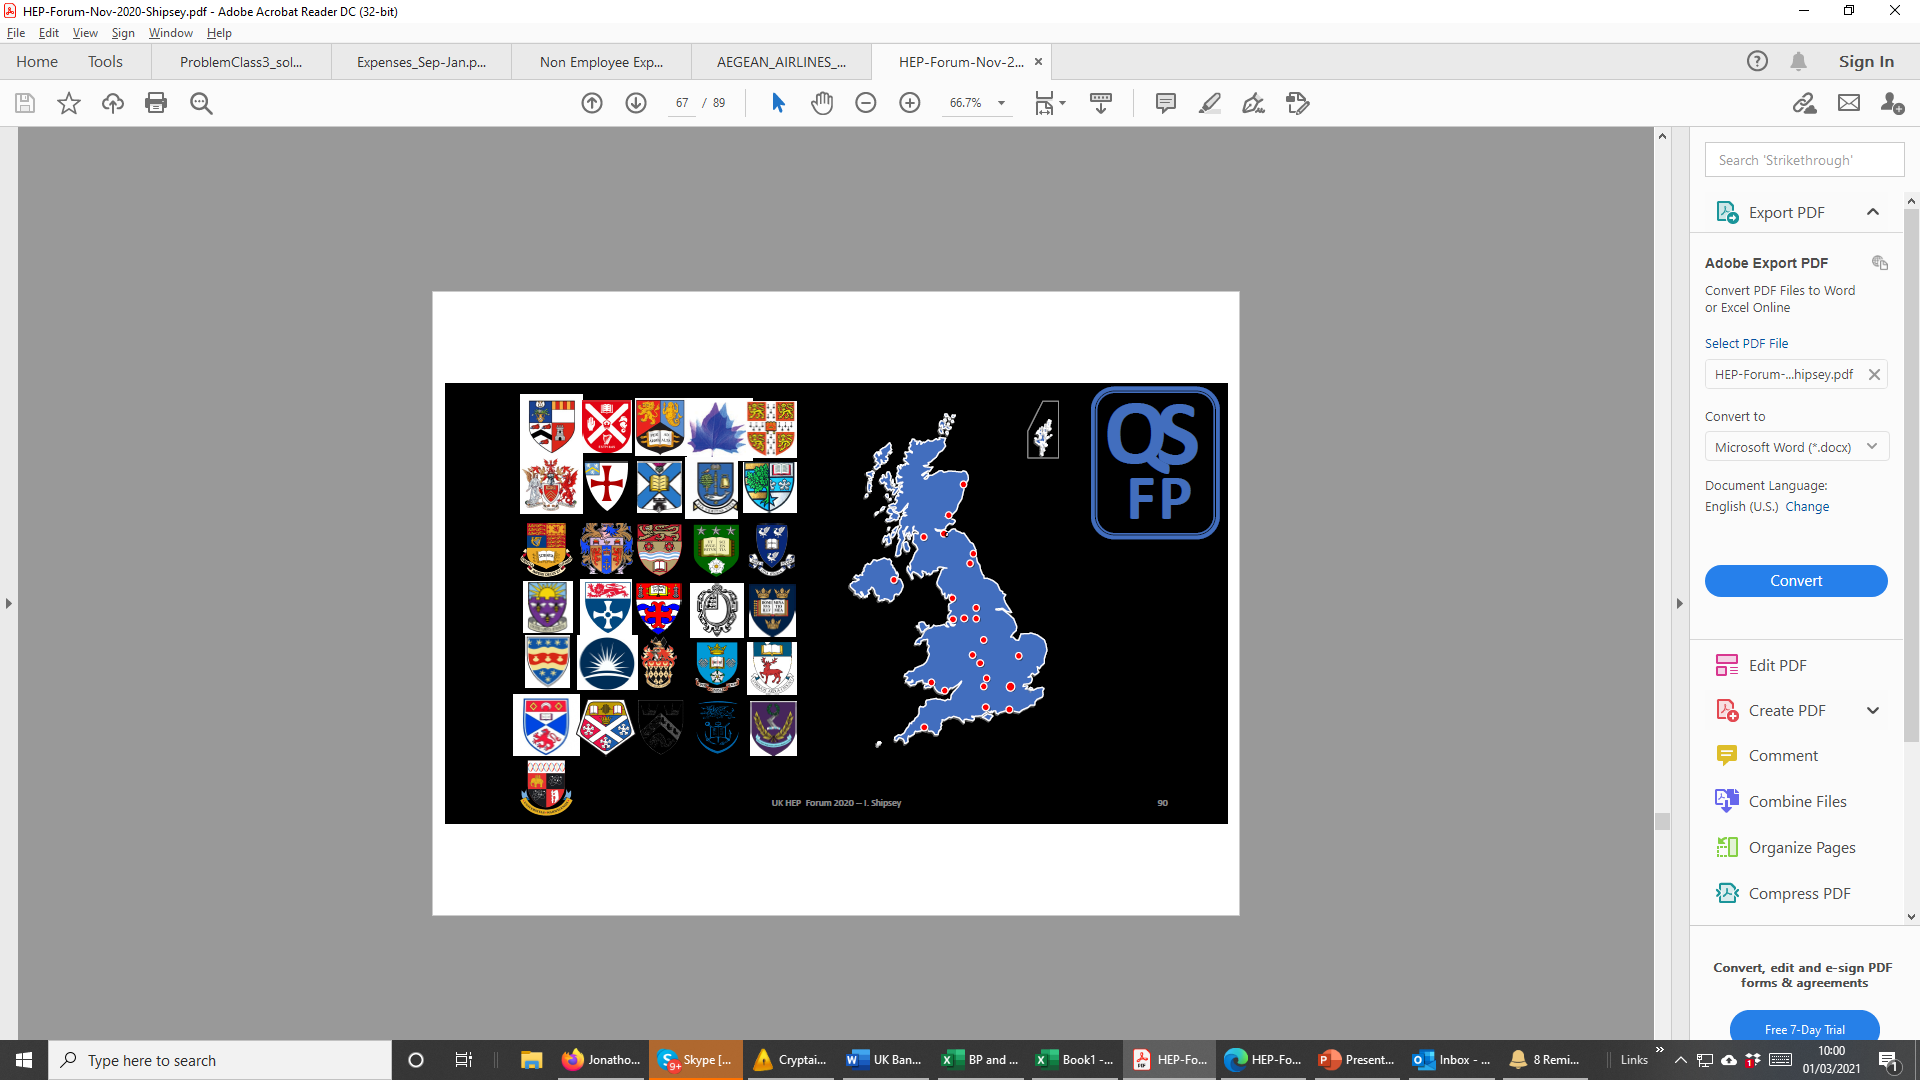 HEP-Forum-Nov-2020-Shipsey.pdf - Adobe Acrobat Reader DC (32-bit)
File Edit View Sign Window Help
Home Tools ProblemClass3_sol... Expenses_Sep-Jan.p... Non Employee Exp... AEGEAN_AIRLINES_... HEP-Forum-Nov-2... Sign In
67 / 89 66.7%
Search 'Strikethrough'
Export PDF
Adobe Export PDF
Convert PDF Files to Word
or Excel Online
Select PDF File
HEP-Forum-...hipsey.pdf
Convert to
Microsoft Word (*.docx)
Document Language:
English (U.S.) Change
Convert
Edit PDF
Create PDF
Comment
Combine Files
Organize Pages
Compress PDF
Convert, edit and e-sign PDF
forms & agreements
Free 7-Day Trial
QS
FP
UK HEP Forum 2020 – I. Shipsey
90
Type here to search
Jonatho... Skype [... 9+ Cryptai... UK Ban... BP and ... Book1 -... HEP-Fo... HEP-Fo... Present... Inbox - ... 8 Remi... Links
10:00
01/03/2021
1